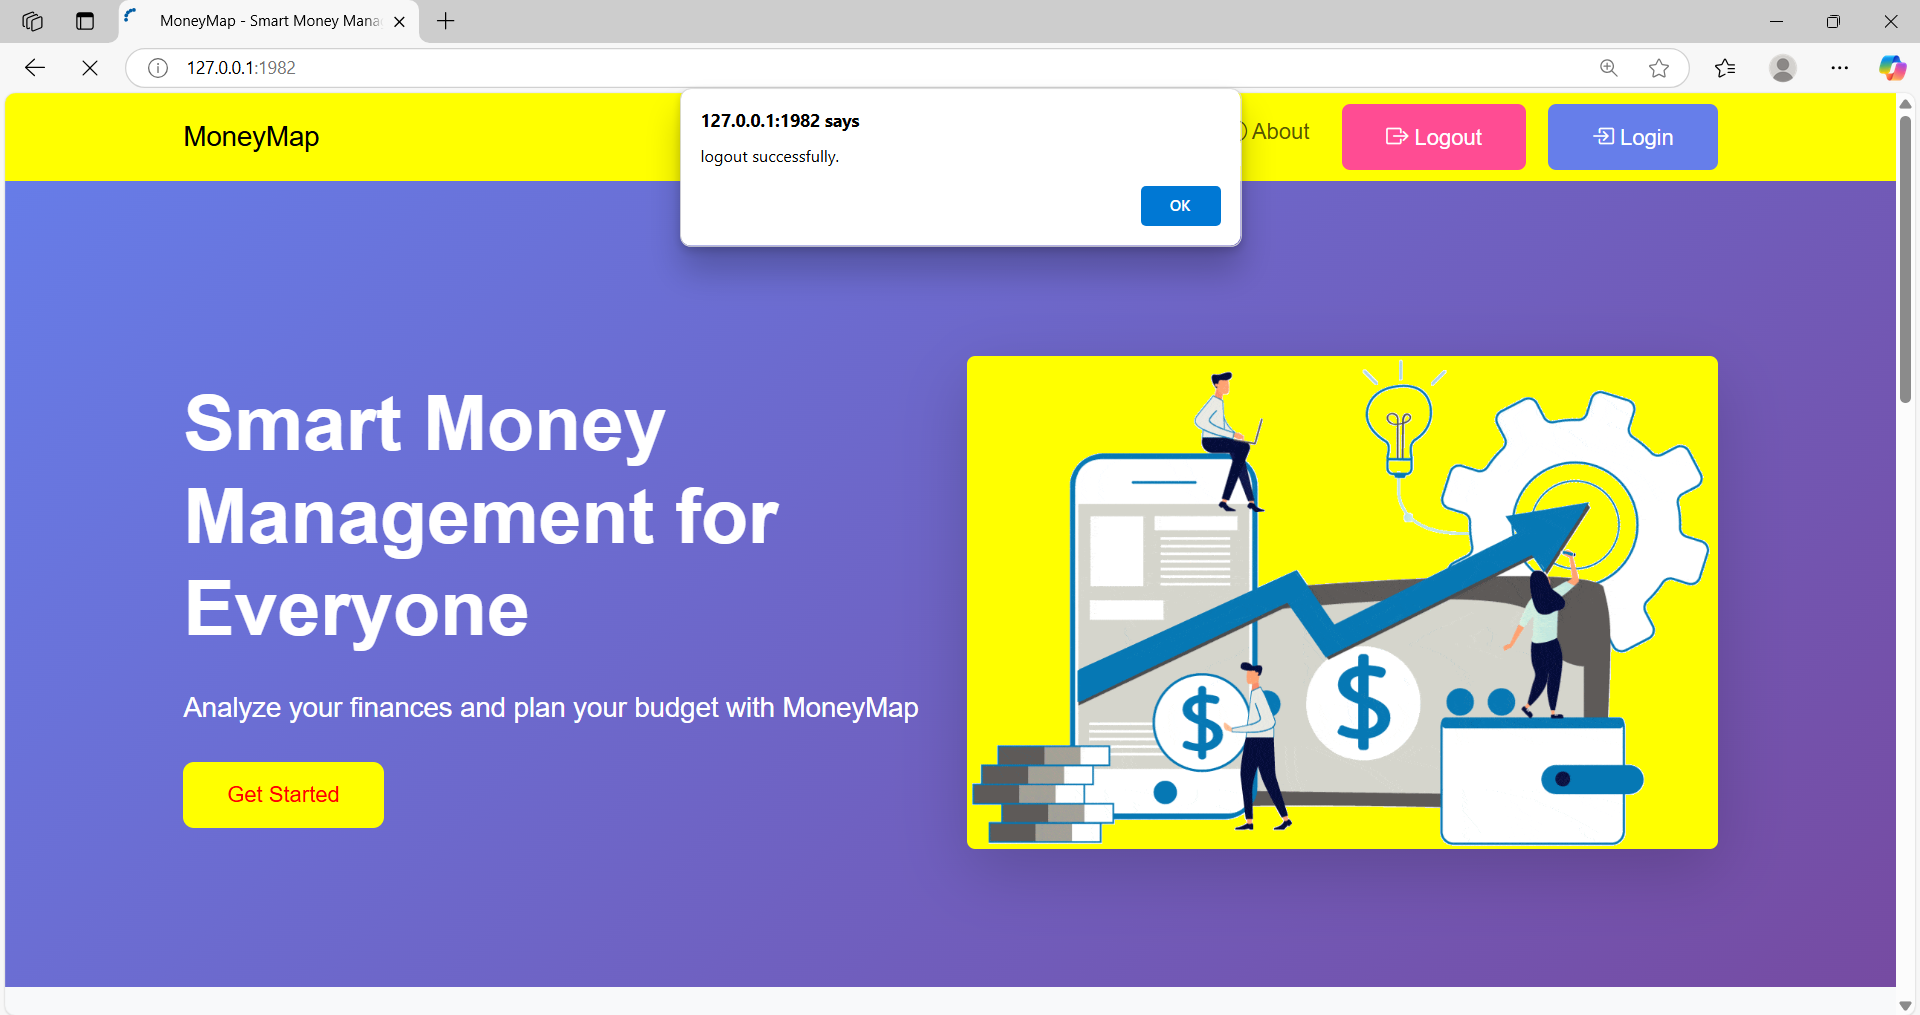 MoneyMap - Smart Money Mana
127.0.0.1:1982
127.0.0.1:1982 says
logout successfully.
OK
MoneyMap
About
Logout
Login
Smart Money
Management for
Everyone
Analyze your finances and plan your budget with MoneyMap
Get Started
$
$